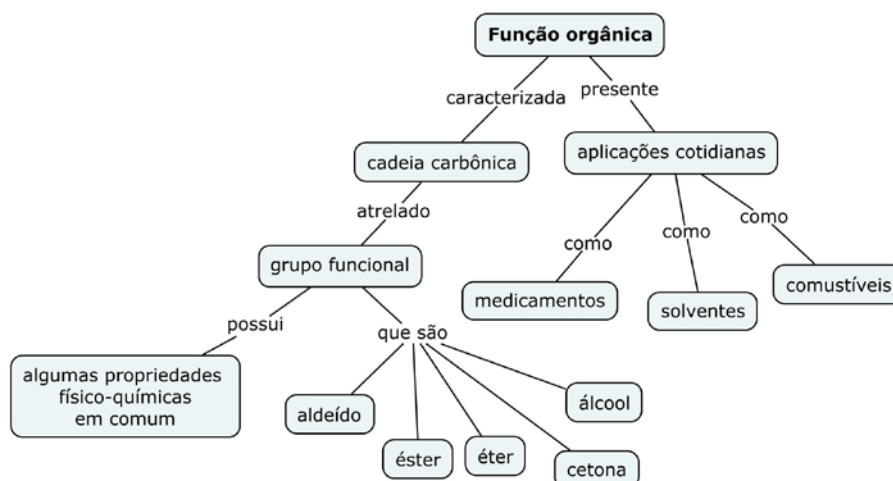 Função orgânica
caracterizada
presente
cadeia carbônica
aplicações cotidianas
atrelado
como
como
como
grupo funcional
medicamentos
solventes
comustíveis
possui
que são
algumas propriedades
físico-químicas
em comum
aldeído
éster
éter
cetona
álcool